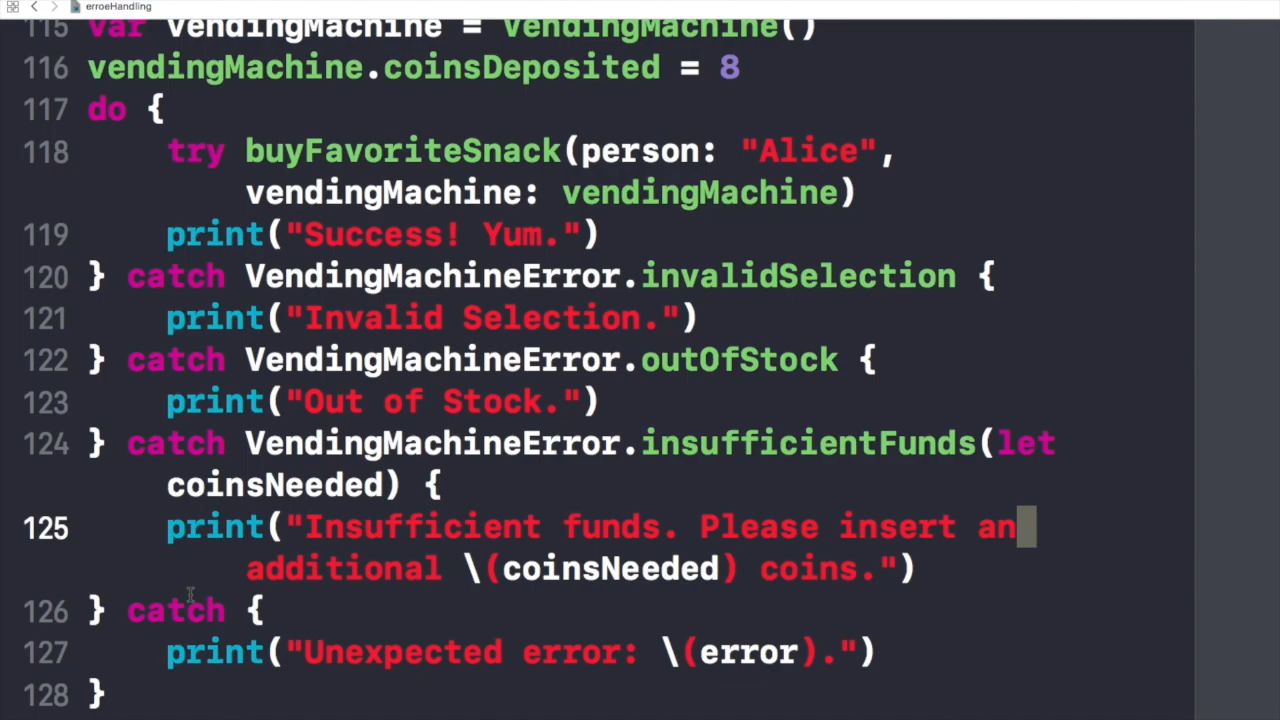 erroeHandling
115 var vendingMachine = VendingMachine()
116 vendingMachine.coinsDeposited = 8
117 do {
118 try buyFavoriteSnack(person: "Alice",
vendingMachine: vendingMachine)
119 print("Success! Yum.")
120 } catch VendingMachineError.invalidSelection {
121 print("Invalid Selection.")
122 } catch VendingMachineError.outOfStock {
123 print("Out of Stock.")
124 } catch VendingMachineError.insufficientFunds(let
coinsNeeded) {
125 print("Insufficient funds. Please insert an
additional \(coinsNeeded) coins.")
126 } catch {
127 print("Unexpected error: \(error).")
128 }